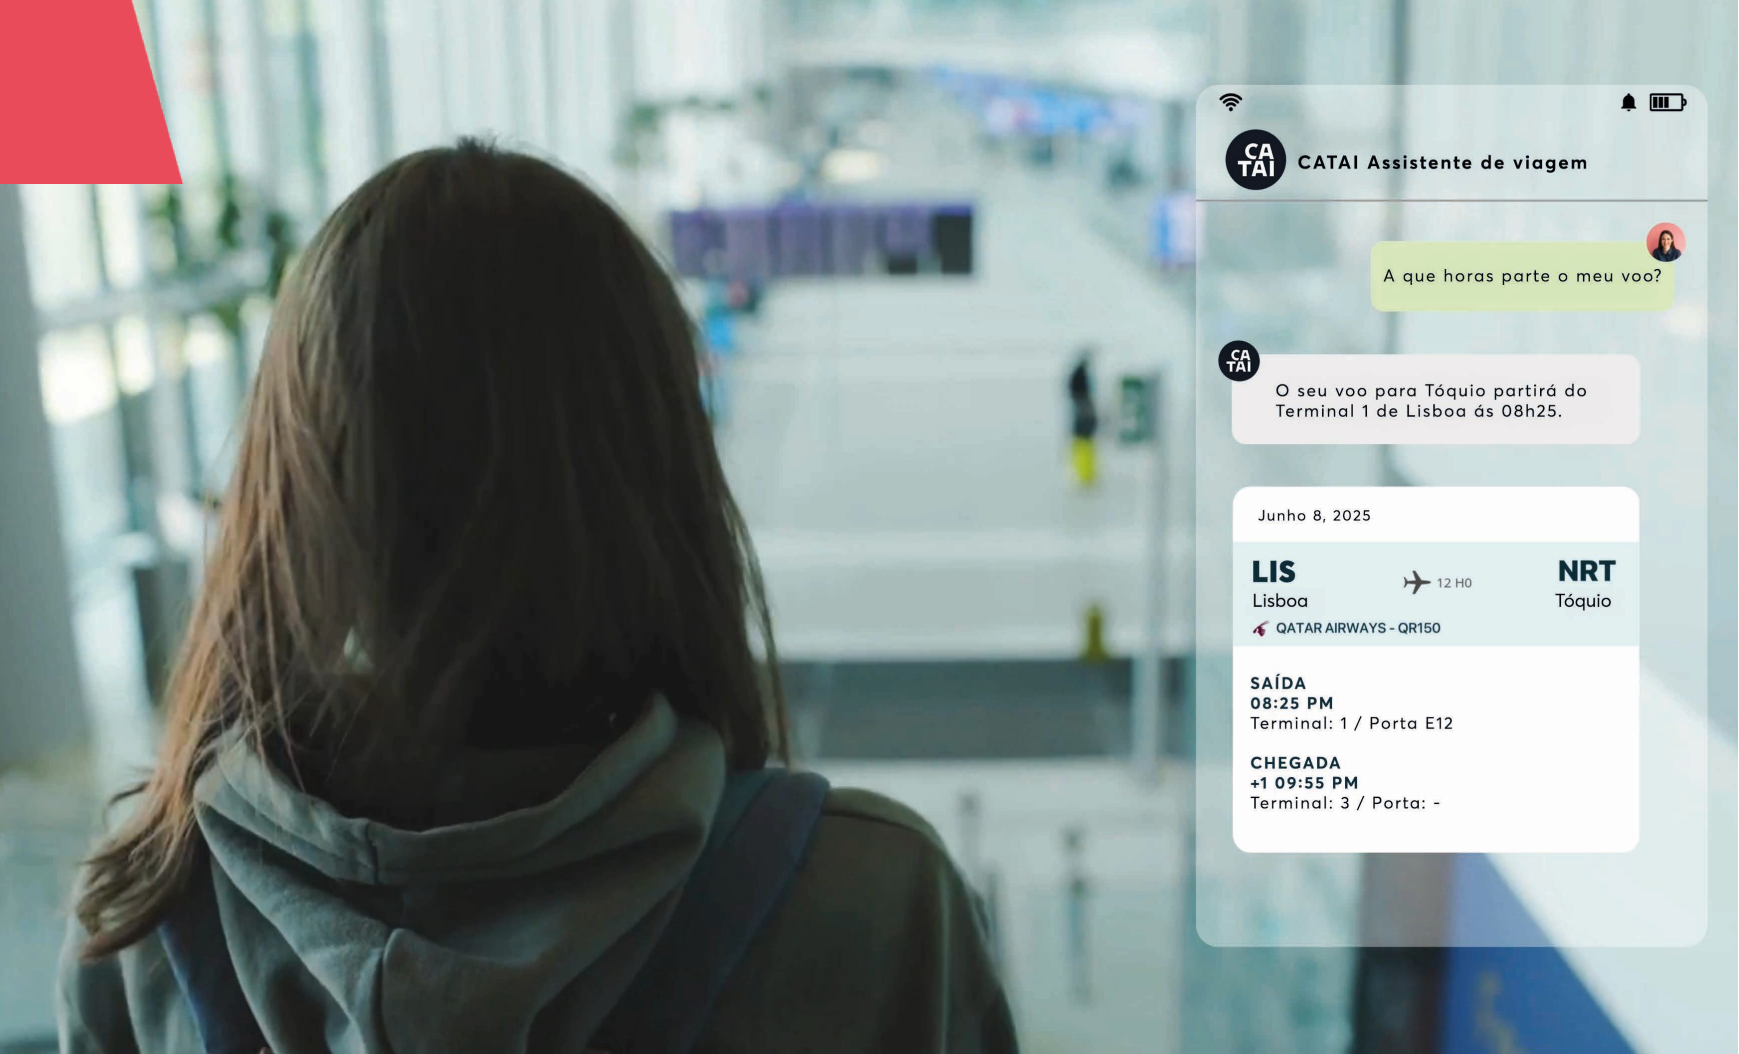 CA
TAI
CATAI Assistente de viagem
A que horas parte o meu voo?
CA
TAI
O seu voo para Tóquio partirá do
Terminal 1 de Lisboa ás 08h25.
Junho 8, 2025
LIS
12 H0
NRT
Lisboa
Tóquio
QATAR AIRWAYS - QR150
SAÍDA
08:25 PM
Terminal: 1 / Porta E12
CHEGADA
+1 09:55 PM
Terminal: 3 / Porta: -